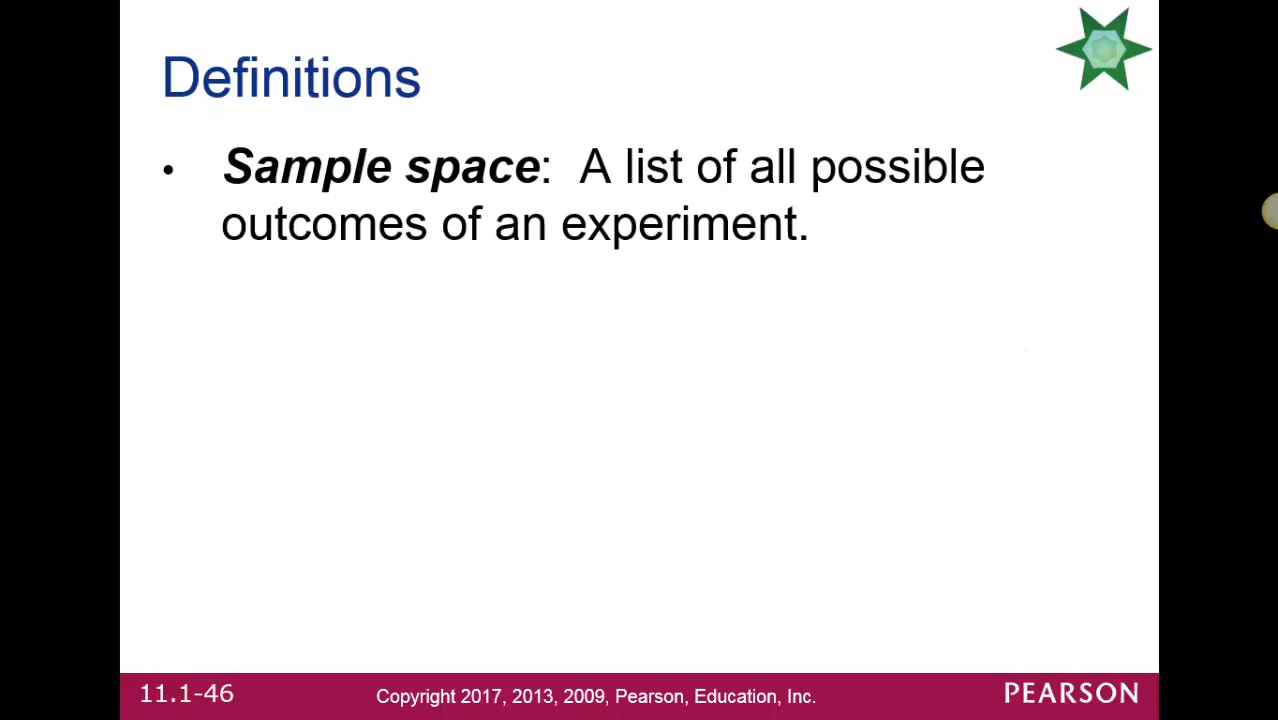 Definitions
• Sample space: A list of all possible
outcomes of an experiment.
11.1-46
Copyright 2017, 2013, 2009, Pearson, Education, Inc.
PEARSON